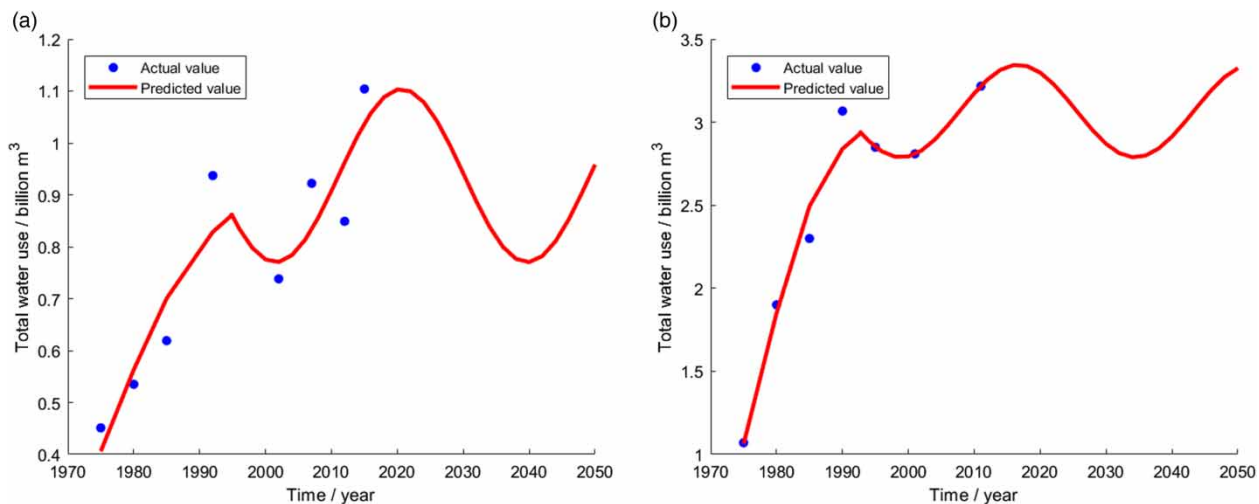 (a)
1.2
1.1
1
0.9
0.8
0.7
0.6
0.5
0.4
Total water use / billion m³
Actual value
Predicted value
1970 1980 1990 2000 2010 2020 2030 2040 2050
Time / year
(b)
3.5
3
2.5
2
1.5
1
Total water use / billion m³
Actual value
Predicted value
1970 1980 1990 2000 2010 2020 2030 2040 2050
Time / year